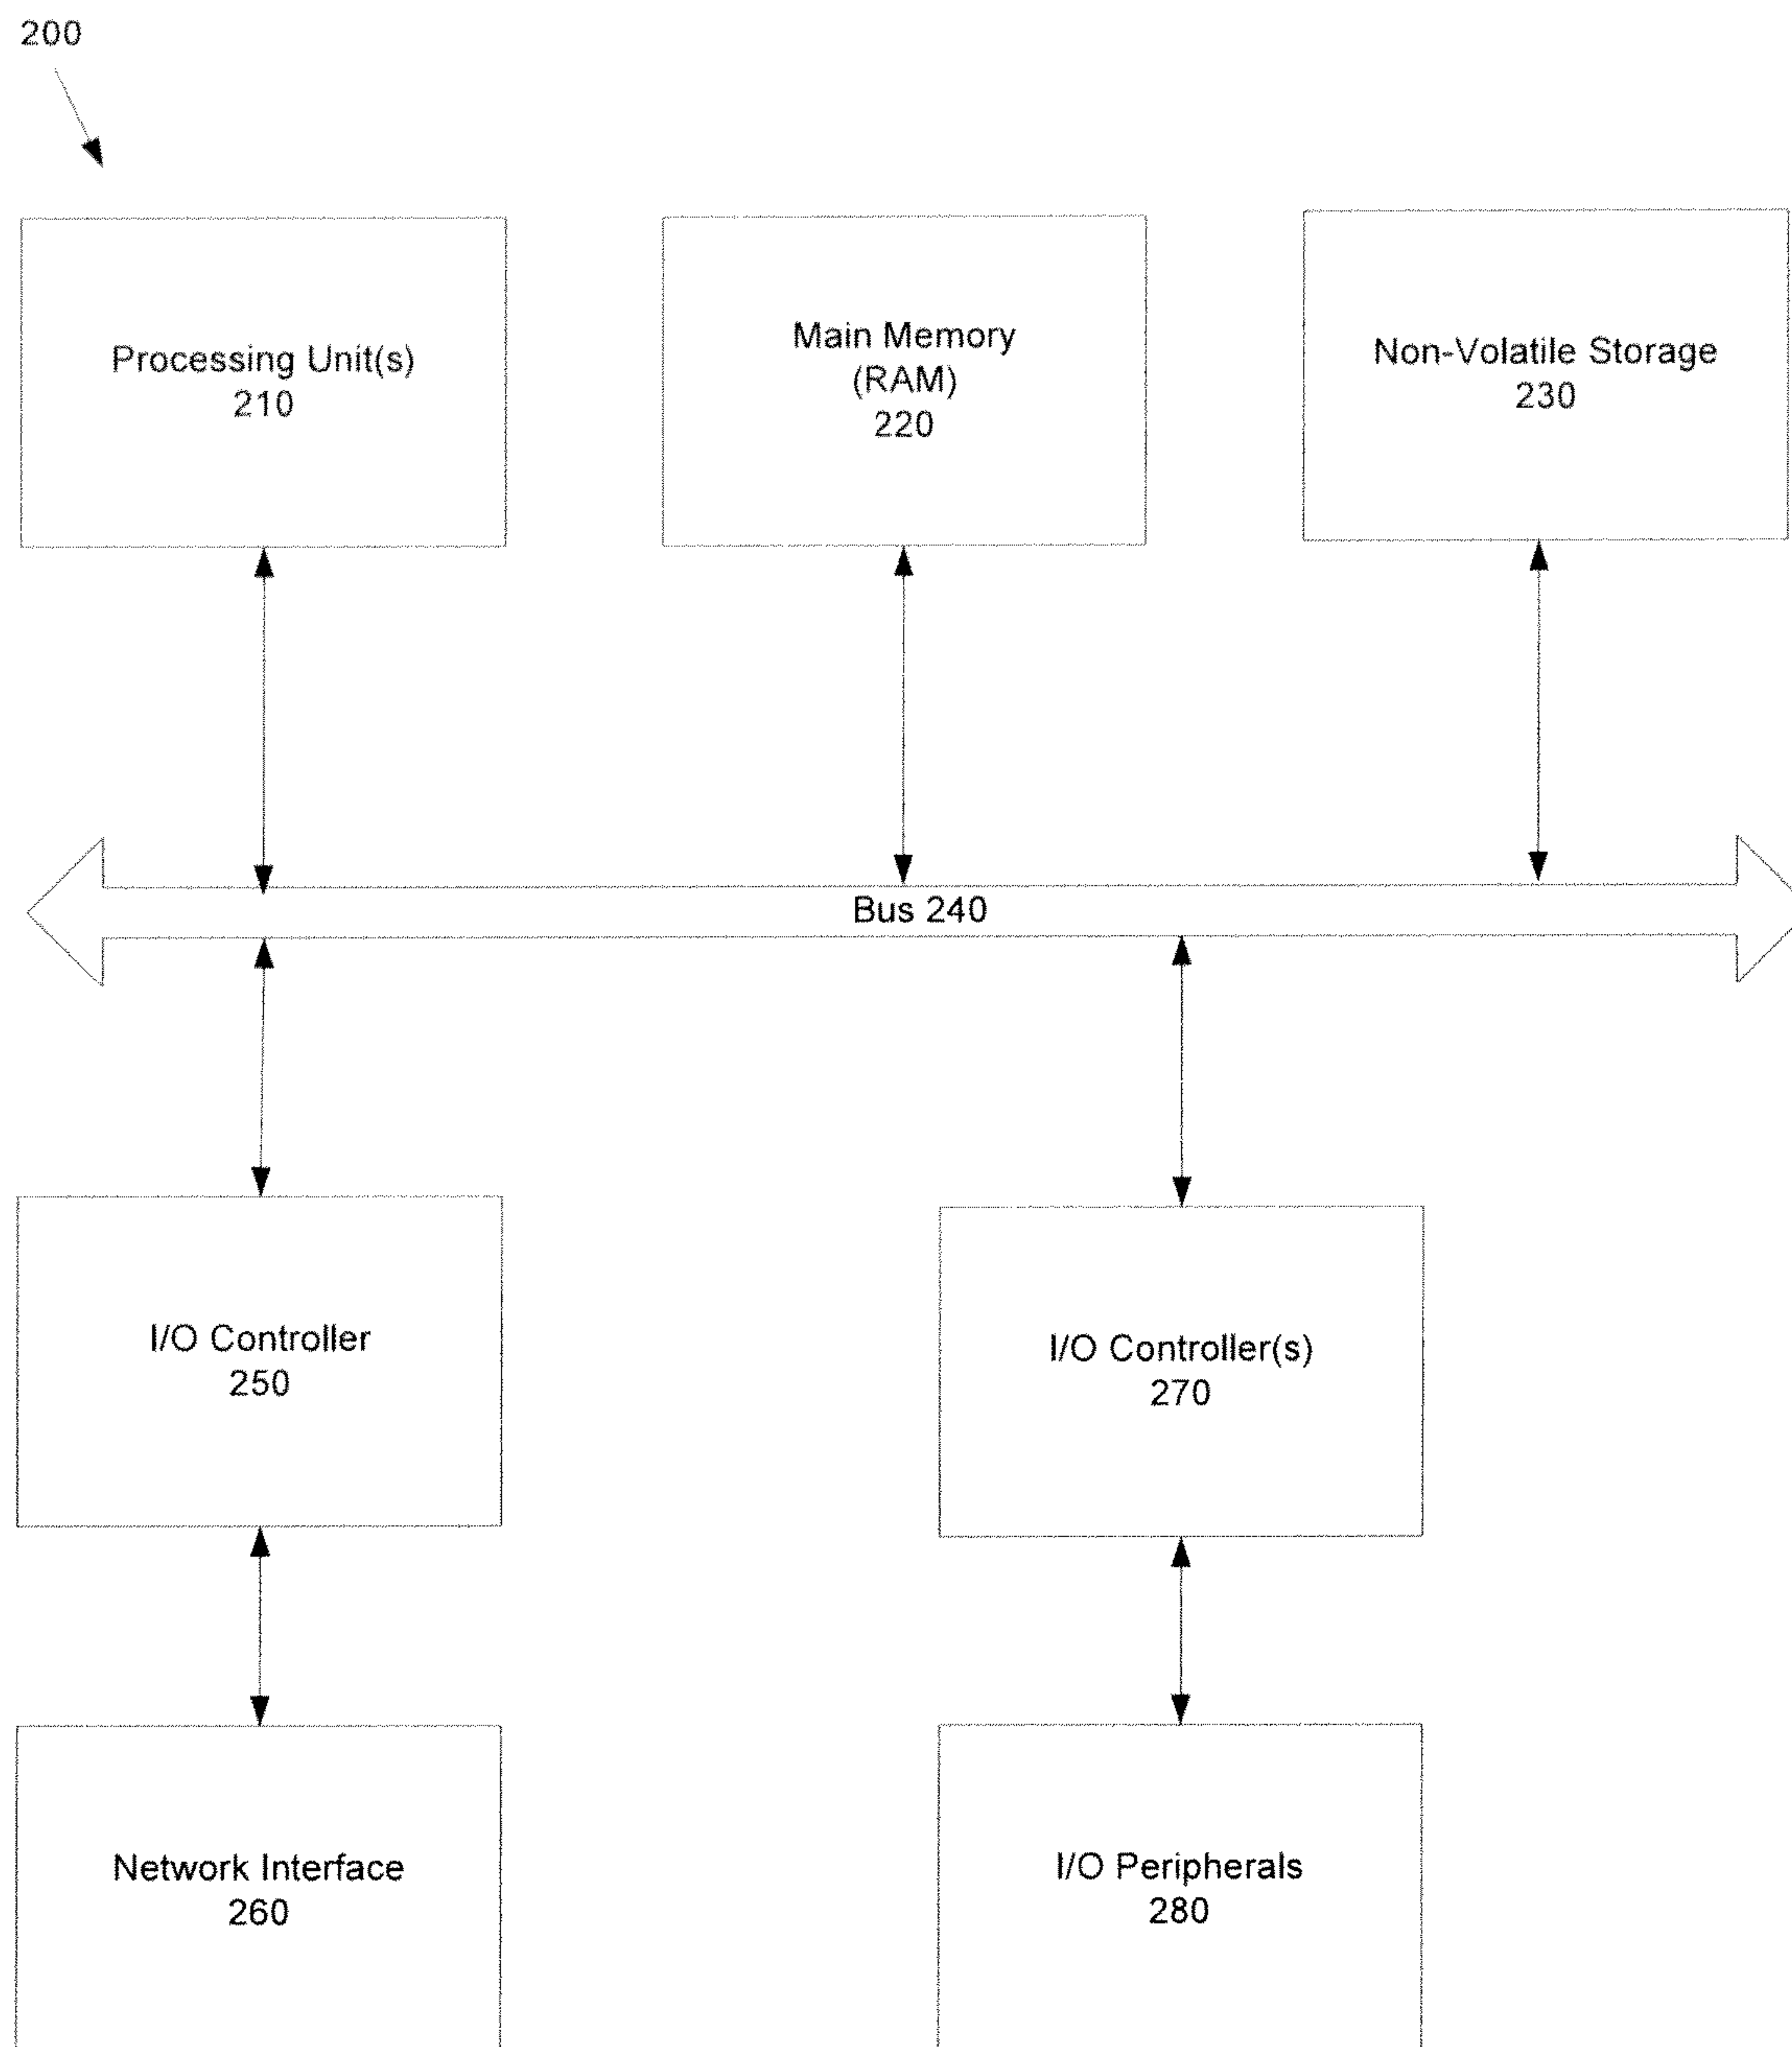 200
Processing Unit(s)
210
Main Memory
(RAM)
220
Non-Volatile Storage
230
Bus 240
I/O Controller
250
I/O Controller(s)
270
Network Interface
260
I/O Peripherals
280